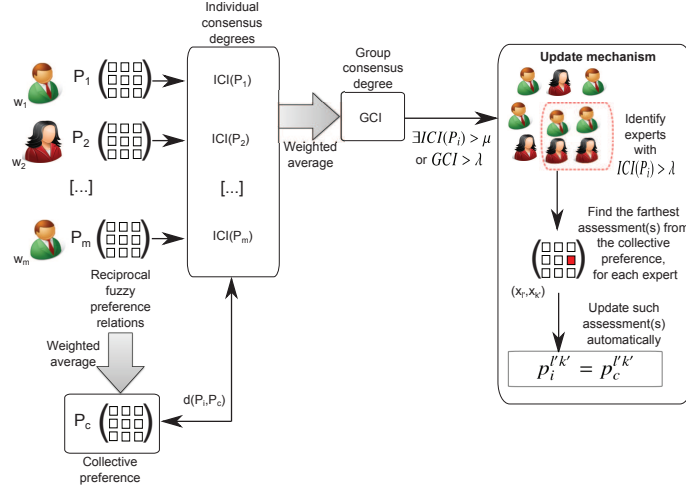 Individual
consensus
degrees
w1
P1
ICI(P1)
w2
P2
ICI(P2)
[...]
[...]
wm
Pm
ICI(Pm)
Reciprocal
fuzzy
preference
relations
Weighted
average
Pc
Collective
preference
d(Pi,Pc)
Weighted
average
Group
consensus
degree
GCI
∃ICI(Pi) > μ
or GCI > λ
Update mechanism
Identify
experts
with
ICI(Pi) > λ
Find the farthest
assessment(s) from
the collective
preference,
for each expert
(xl',xk')
Update such
assessment(s)
automatically
p_i^{l'k'} = p_c^{l'k'}